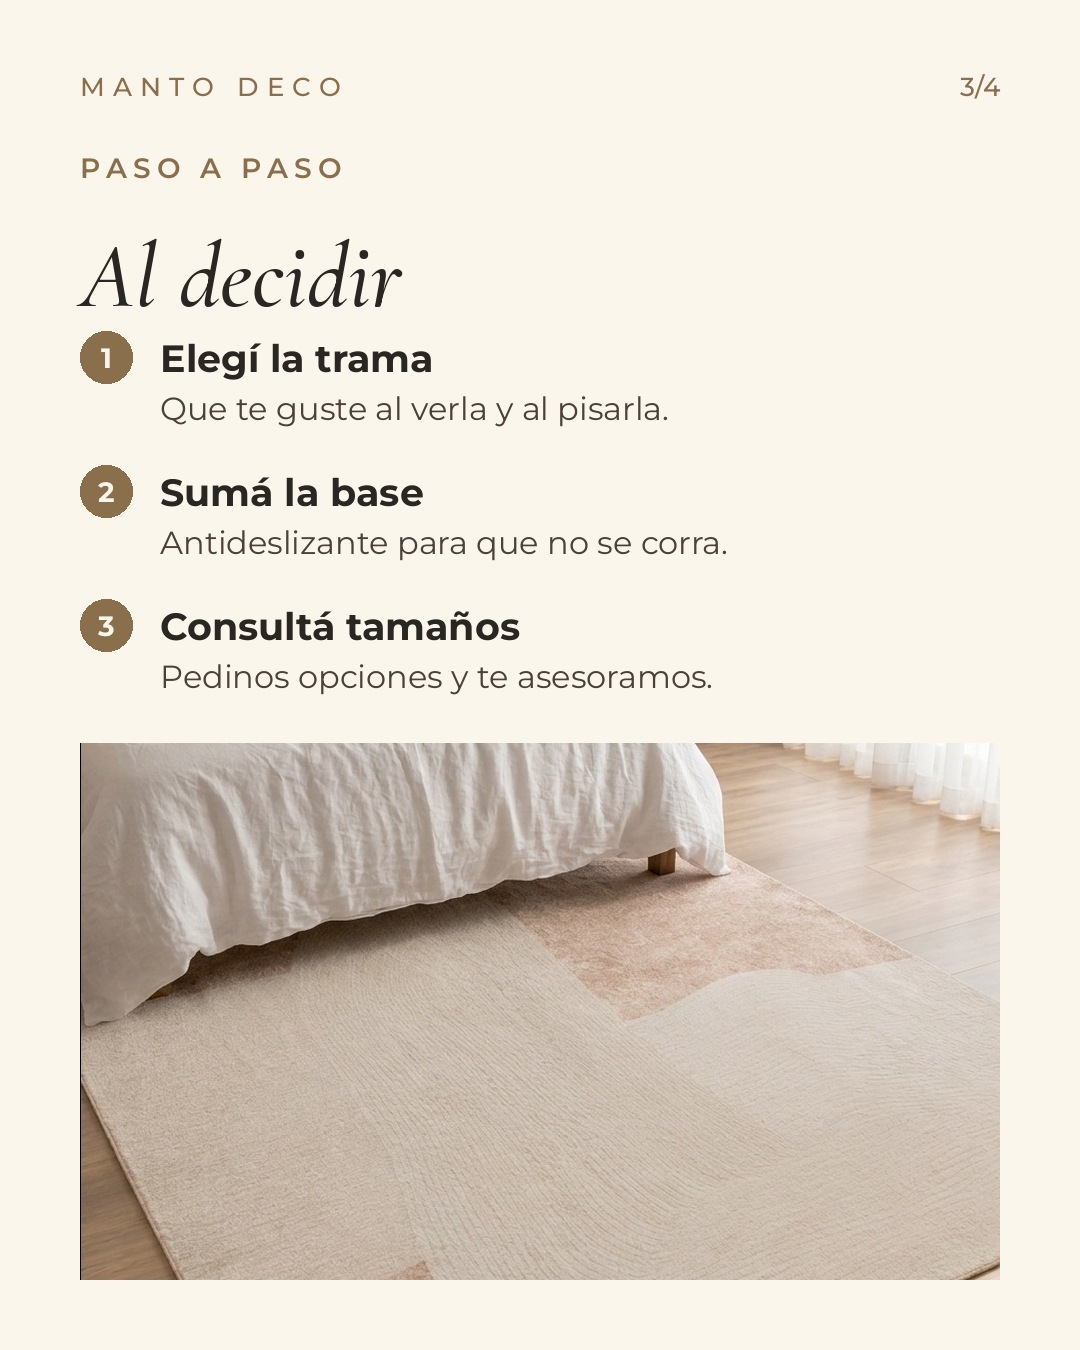 MANTO DECO
3/4
PASO A PASO
Al decidir
1 Elegí la trama
Que te guste al verla y al pisarla.
2 Sumá la base
Antideslizante para que no se corra.
3 Consultá tamaños
Pedinos opciones y te asesoramos.